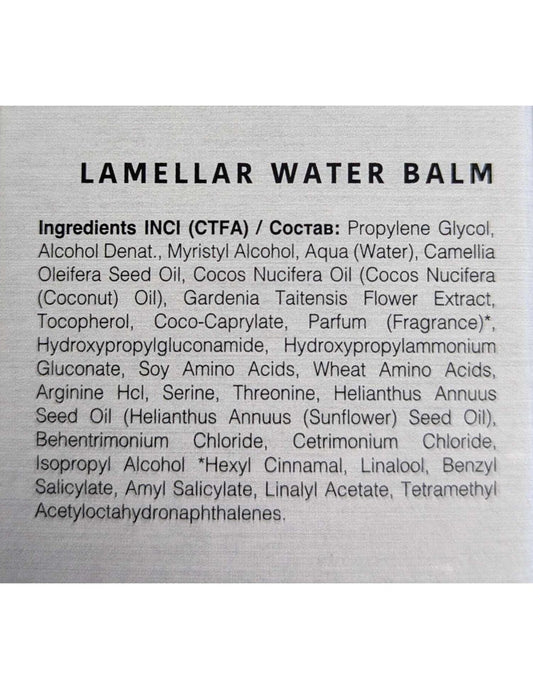 LAMELLAR WATER BALM
Ingredients INCI (CTFA) / Состав: Propylene Glycol,
Alcohol Denat., Myristyl Alcohol, Aqua (Water), Camellia
Oleifera Seed Oil, Cocos Nucifera Oil (Cocos Nucifera
(Coconut) Oil), Gardenia Taitensis Flower Extract,
Tocopherol, Coco-Caprylate, Parfum (Fragrance)*,
Hydroxypropylgluconamide, Hydroxypropylammonium
Gluconate, Soy Amino Acids, Wheat Amino Acids,
Arginine Hcl, Serine, Threonine, Helianthus Annuus
Seed Oil (Helianthus Annuus (Sunflower) Seed Oil),
Behentrimonium Chloride, Cetrimonium Chloride,
Isopropyl Alcohol *Hexyl Cinnamal, Linalool, Benzyl
Salicylate, Amyl Salicylate, Linalyl Acetate, Tetramethyl
Acetyloctahydronaphthalenes.